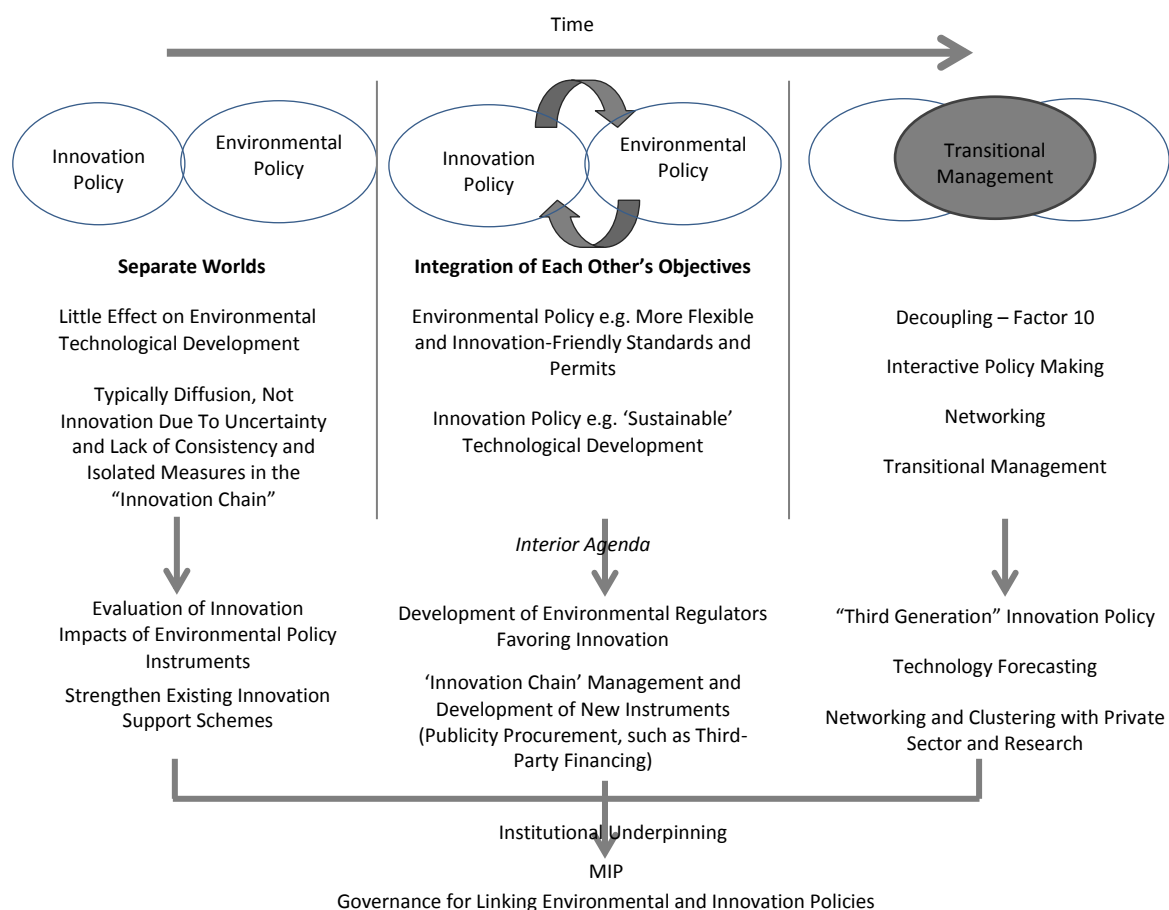 Time
Innovation
Policy
Environmental
Policy
Innovation
Policy
Environmental
Policy
Transitional
Management
Separate Worlds
Little Effect on Environmental
Technological Development
Typically Diffusion, Not
Innovation Due To Uncertainty
and Lack of Consistency and
Isolated Measures in the
“Innovation Chain”
Integration of Each Other’s Objectives
Environmental Policy e.g. More Flexible
and Innovation-Friendly Standards and
Permits
Innovation Policy e.g. ‘Sustainable’
Technological Development
Decoupling – Factor 10
Interactive Policy Making
Networking
Transitional Management
Interior Agenda
Evaluation of Innovation
Impacts of Environmental Policy
Instruments
Strengthen Existing Innovation
Support Schemes
Development of Environmental Regulators
Favoring Innovation
‘Innovation Chain’ Management and
Development of New Instruments
(Publicity Procurement, such as Third-
Party Financing)
“Third Generation” Innovation Policy
Technology Forecasting
Networking and Clustering with Private
Sector and Research
Institutional Underpinning
MIP
Governance for Linking Environmental and Innovation Policies